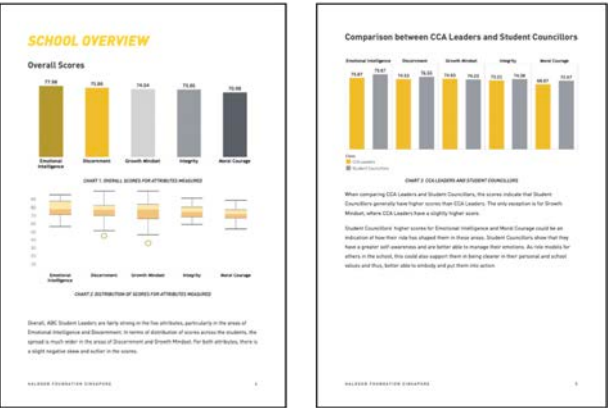 SCHOOL OVERVIEW
Overall Scores
77.08
Emotional Intelligence
Discernment
Growth Mindset
Integrity
Moral Courage
CHART 1: OVERALL SCORES FOR ATTRIBUTES MEASURED
Emotional Intelligence
Discernment
Growth Mindset
Integrity
Moral Courage
CHART 2: DISTRIBUTION OF SCORES FOR ATTRIBUTES MEASURED
Overall, ABC Student Leaders are fairly strong in the five attributes, particularly in the areas of
Emotional Intelligence and Discernment. In terms of distribution of scores across the students, the
spread is much wider in the areas of Discernment and Growth Mindset. For both attributes, there is
a slight negative skew and outlier in the scores.
HALOGEN FOUNDATION SINGAPORE
Comparison between CCA Leaders and Student Councillors
Emotional Intelligence
Discernment
Growth Mindset
Integrity
Moral Courage
CCA Leaders
Student Councillors
CHART 3: CCA LEADERS AND STUDENT COUNCILLORS
When comparing CCA Leaders and Student Councillors, the scores indicate that Student
Councillors generally have higher scores than CCA Leaders. The only exception is for Growth
Mindset, where CCA Leaders have a slightly higher score.
Student Councillors' higher scores for Emotional Intelligence and Moral Courage could be an
indication of how their role has shaped them in these areas. Student Councillors show that they
have a greater self-awareness and are better able to manage their emotions. As role models for
others in the school, this could also support them in being clearer in their personal and school
values and thus, better able to embody and put them into action.
HALOGEN FOUNDATION SINGAPORE